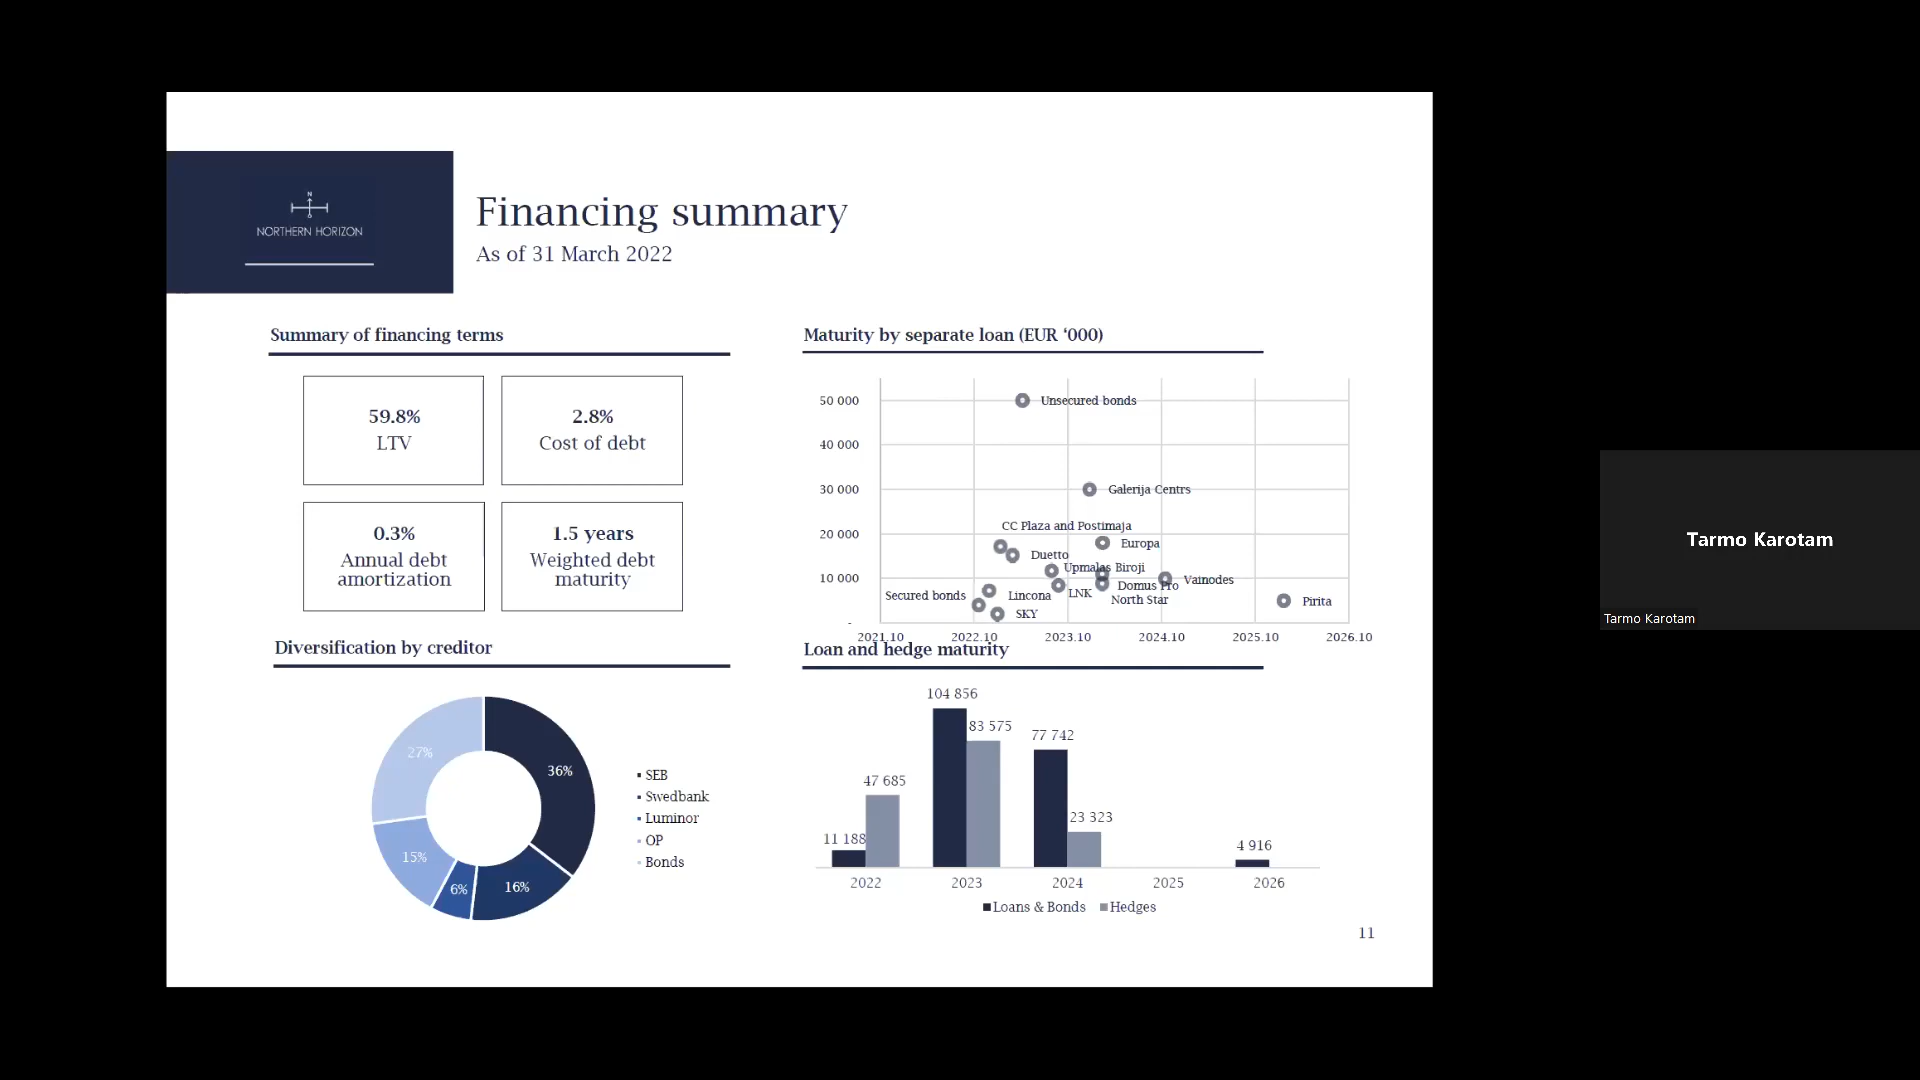 N
NORTHERN HORIZON
Financing summary
As of 31 March 2022
Summary of financing terms
59.8%
LTV
2.8%
Cost of debt
0.3%
Annual debt
amortization
1.5 years
Weighted debt
maturity
Maturity by separate loan (EUR ‘000)
50 000
40 000
30 000
20 000
10 000
-
Unsecured bonds
Galerija Centrs
CC Plaza and Postimaja
Europa
Duetto
Upmalas Biroji
Vainodes
Domus Pro
Secured bonds
Lincona
LNK
North Star
Pirita
SKY
2021.10
2022.10
2023.10
2024.10
2025.10
2026.10
Diversification by creditor
27%
36%
15%
6%
16%
SEB
Swedbank
Luminor
OP
Bonds
Loan and hedge maturity
104 856
83 575
77 742
47 685
23 323
11 188
4 916
2022
2023
2024
2025
2026
Loans & Bonds
Hedges
11
Tarmo Karotam
Tarmo Karotam